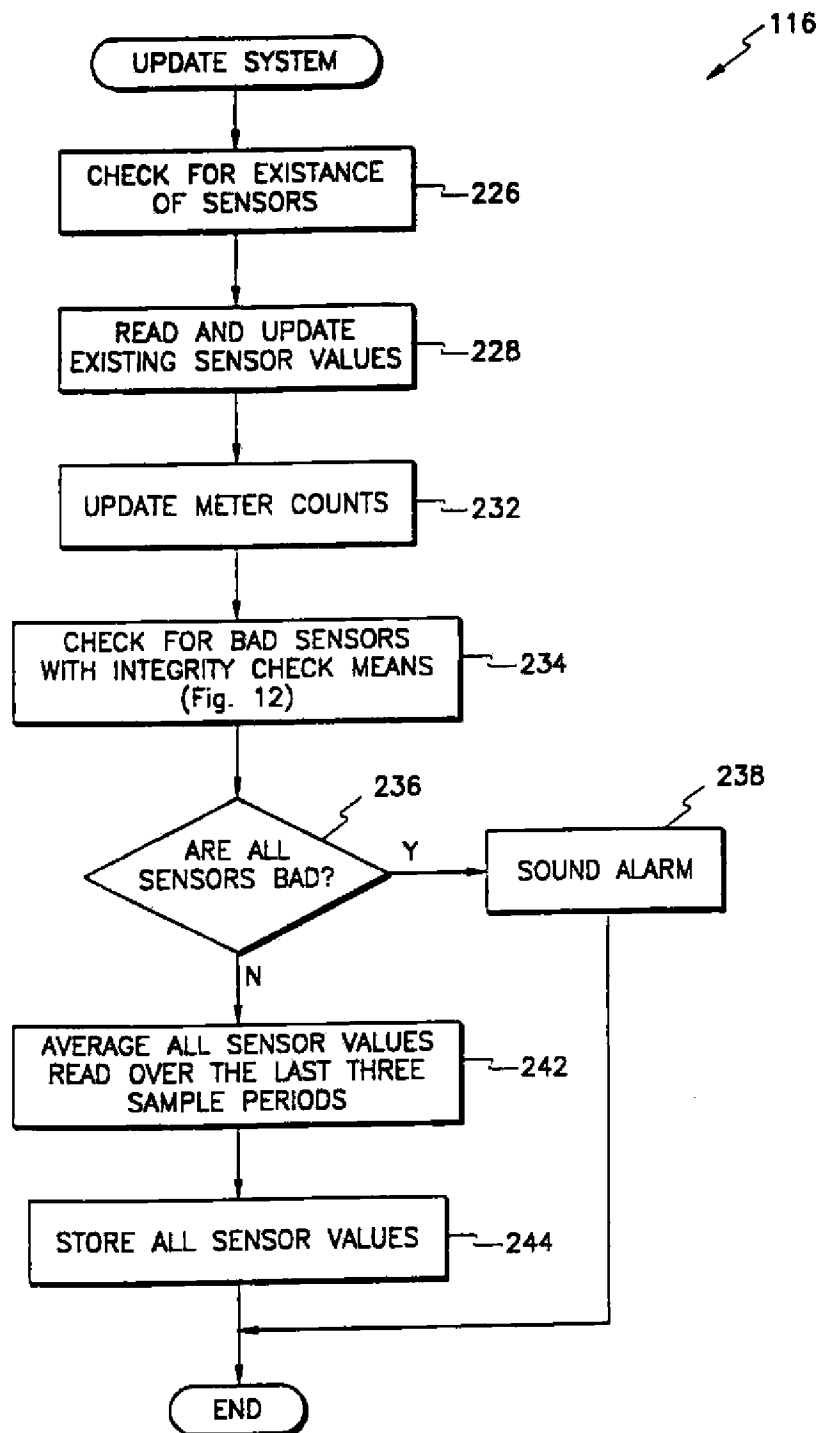 116
UPDATE SYSTEM
CHECK FOR EXISTANCE
OF SENSORS
226
READ AND UPDATE
EXISTING SENSOR VALUES
228
UPDATE METER COUNTS
232
CHECK FOR BAD SENSORS
WITH INTEGRITY CHECK MEANS
(Fig. 12)
234
236
ARE ALL
SENSORS BAD?
Y
238
SOUND ALARM
N
AVERAGE ALL SENSOR VALUES
READ OVER THE LAST THREE
SAMPLE PERIODS
242
STORE ALL SENSOR VALUES
244
END